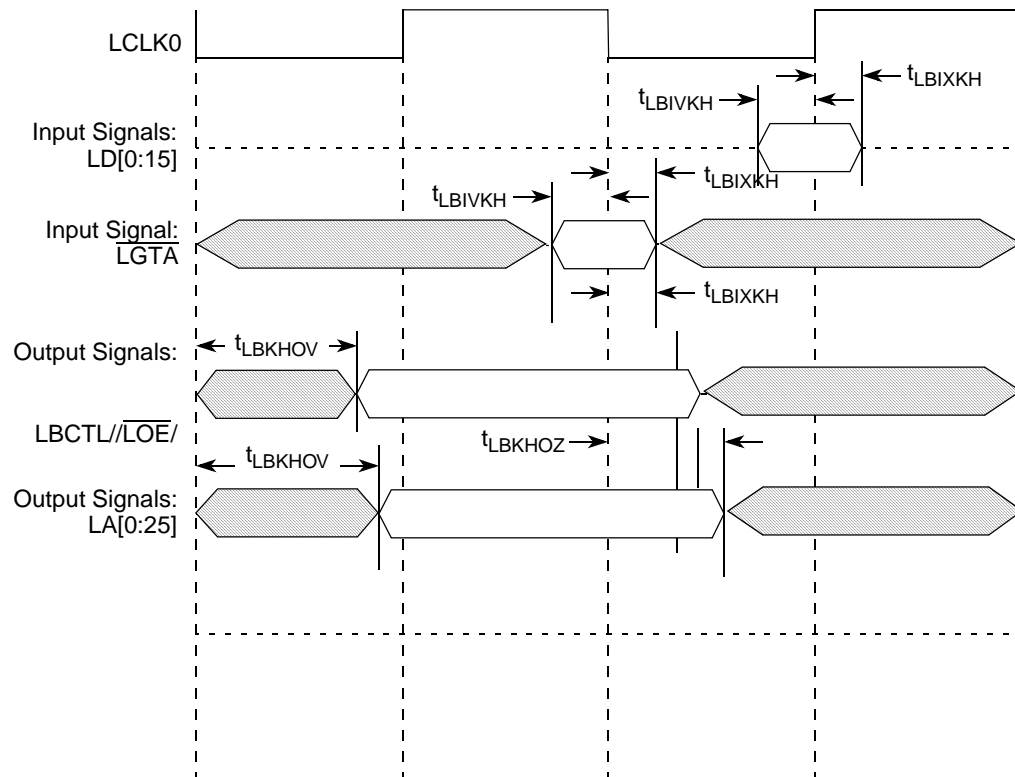 LCLK0
tLBIXKH
tLBIVKH
Input Signals:
LD[0:15]
tLBIXKH
tLBIVKH
Input Signal:
LGTA
tLBIXKH
Output Signals:
tLBKHOV
LBCTL//LOE/
tLBKHOZ
tLBKHOV
Output Signals:
LA[0:25]